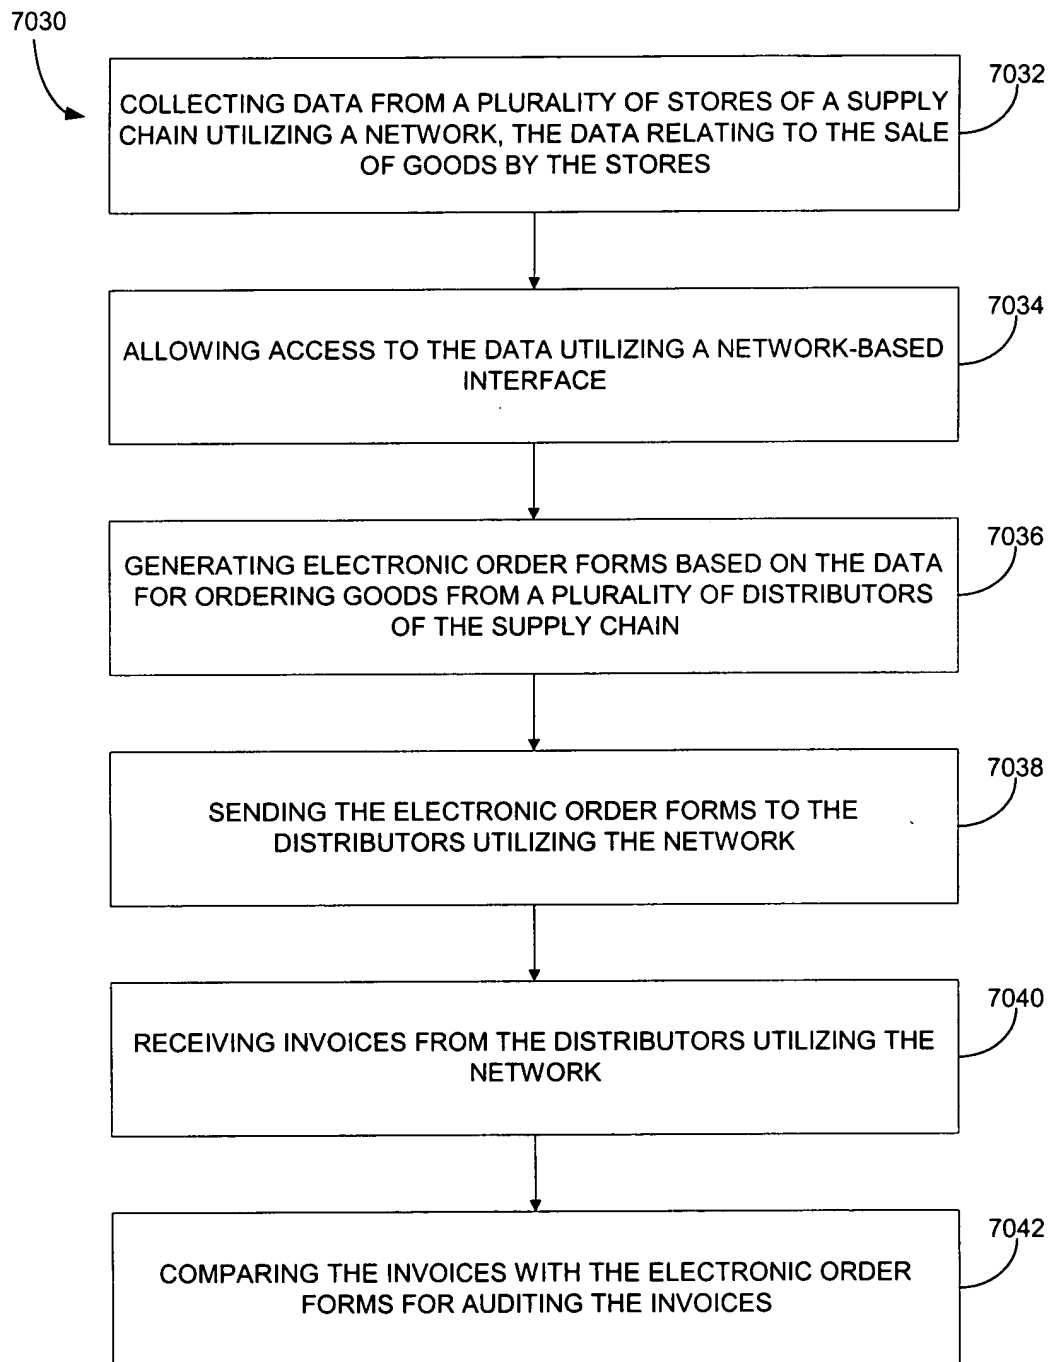 7030
7032
COLLECTING DATA FROM A PLURALITY OF STORES OF A SUPPLY
CHAIN UTILIZING A NETWORK, THE DATA RELATING TO THE SALE
OF GOODS BY THE STORES
7034
ALLOWING ACCESS TO THE DATA UTILIZING A NETWORK-BASED
INTERFACE
7036
GENERATING ELECTRONIC ORDER FORMS BASED ON THE DATA
FOR ORDERING GOODS FROM A PLURALITY OF DISTRIBUTORS
OF THE SUPPLY CHAIN
7038
SENDING THE ELECTRONIC ORDER FORMS TO THE
DISTRIBUTORS UTILIZING THE NETWORK
7040
RECEIVING INVOICES FROM THE DISTRIBUTORS UTILIZING THE
NETWORK
7042
COMPARING THE INVOICES WITH THE ELECTRONIC ORDER
FORMS FOR AUDITING THE INVOICES